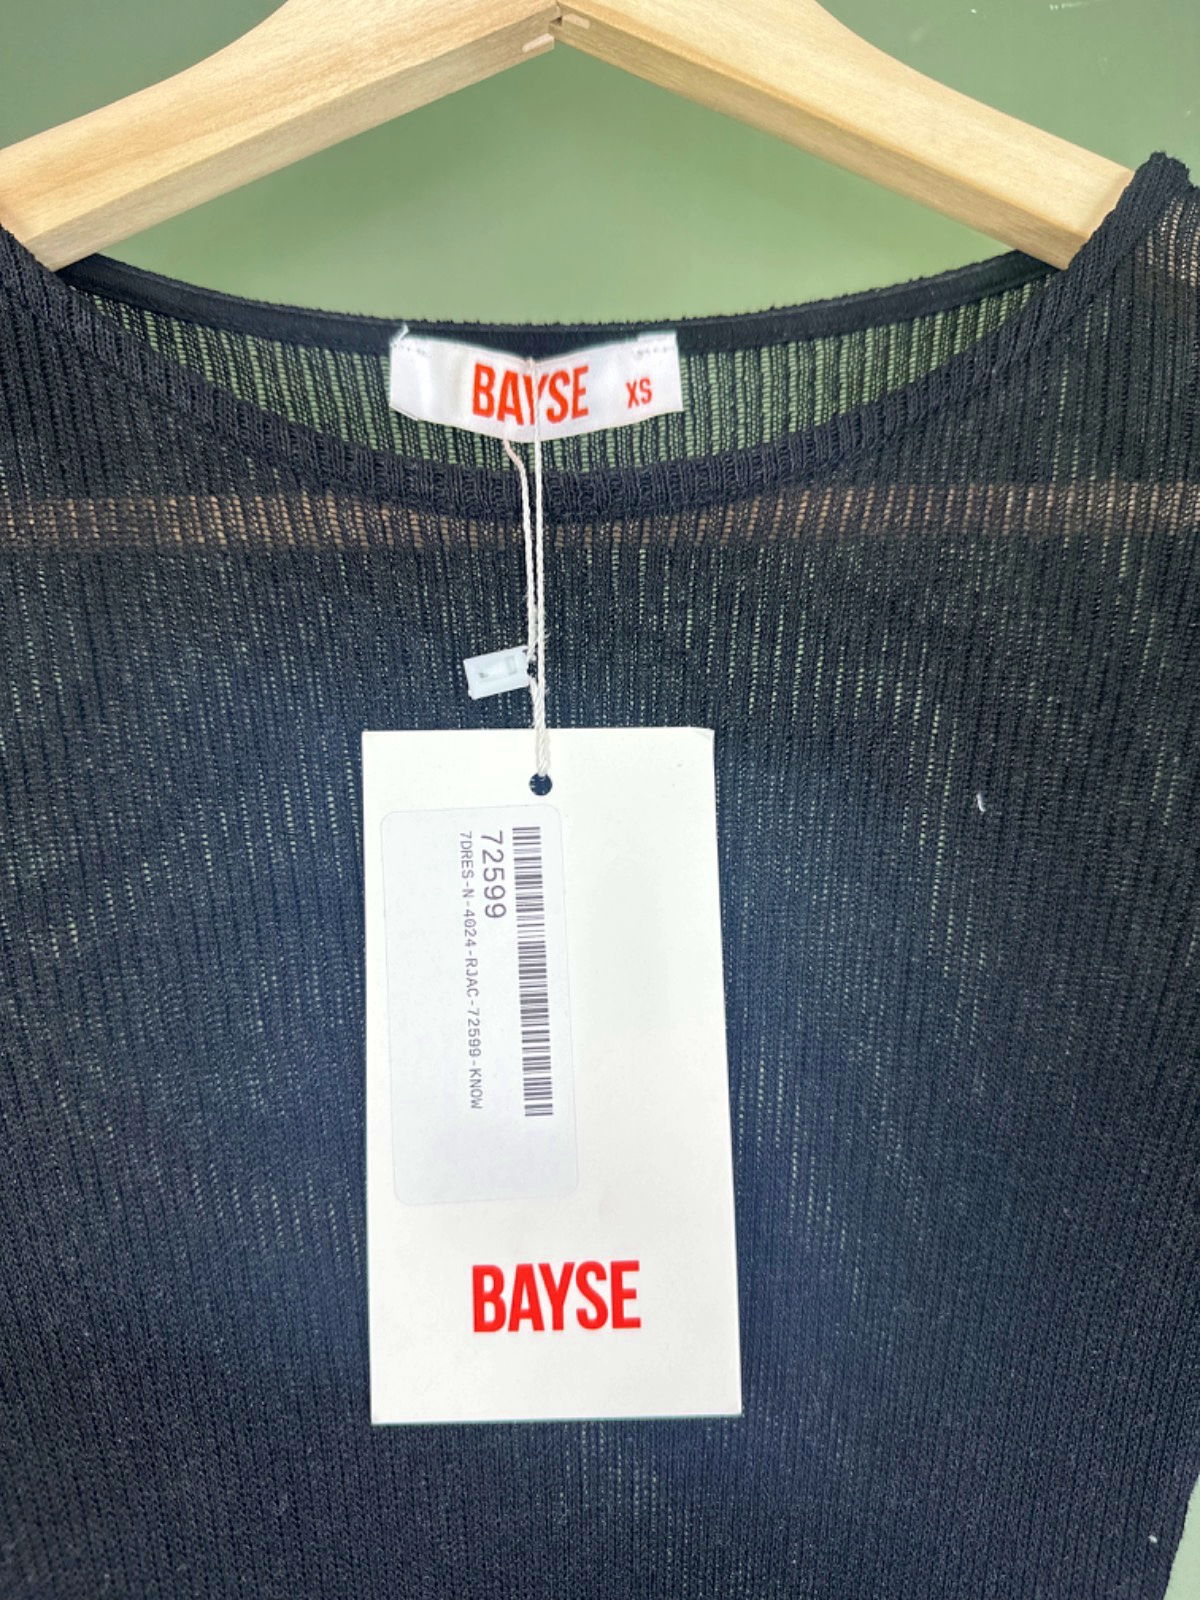 BAYSE XS
72599
7DRES-N-4024-RJAC-72599-KNOW
BAYSE